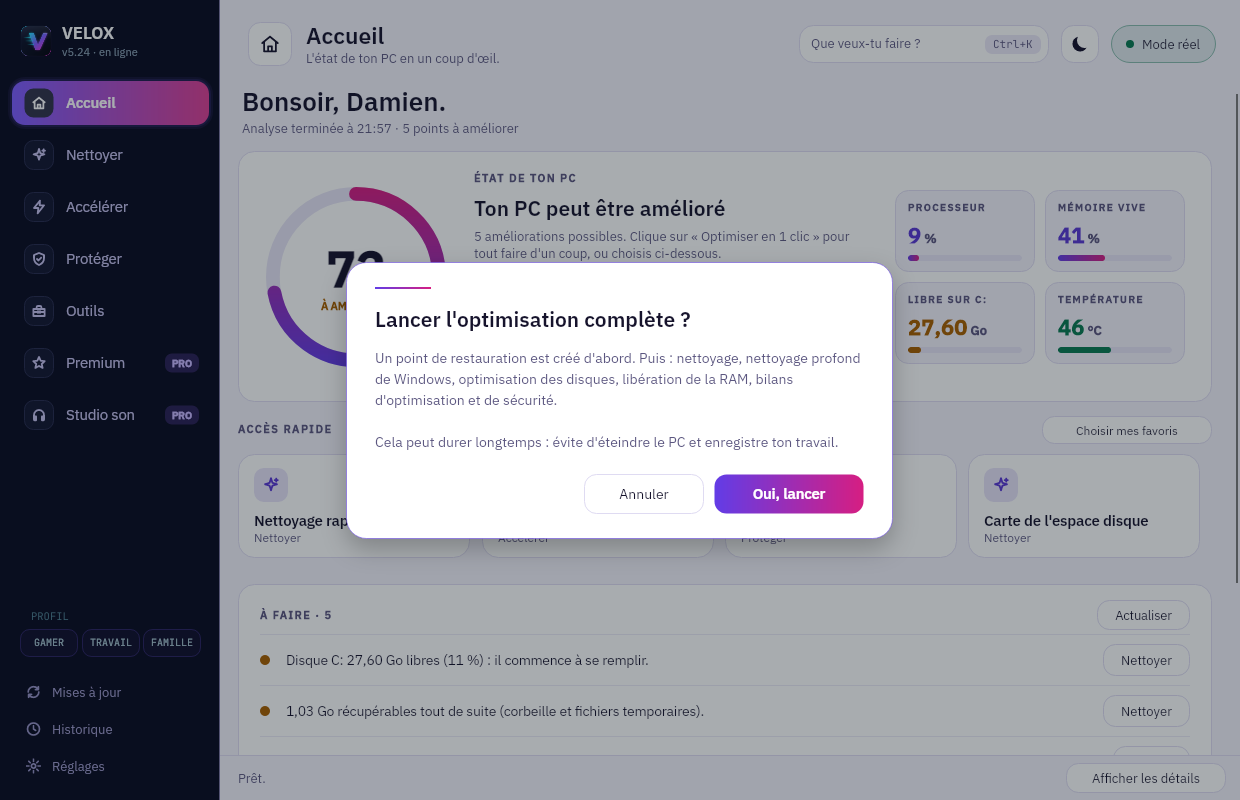 VELOX
v5.24 · en ligne
Accueil
Nettoyer
Accélérer
Protéger
Outils
Premium PRO
Studio son PRO
PROFIL
GAMER TRAVAIL FAMILLE
Mises à jour
Historique
Réglages
Accueil
L'état de ton PC en un coup d'œil.
Que veux-tu faire ? Ctrl+K
Mode réel
Bonsoir, Damien.
Analyse terminée à 21:57 · 5 points à améliorer
ÉTAT DE TON PC
Ton PC peut être amélioré
5 améliorations possibles. Clique sur « Optimiser en 1 clic » pour
tout faire d'un coup, ou choisis ci-dessous.
PROCESSEUR
9 %
MÉMOIRE VIVE
41 %
LIBRE SUR C:
27,60 Go
TEMPÉRATURE
46 °C
Lancer l'optimisation complète ?
Un point de restauration est créé d'abord. Puis : nettoyage, nettoyage profond
de Windows, optimisation des disques, libération de la RAM, bilans
d'optimisation et de sécurité.
Cela peut durer longtemps : évite d'éteindre le PC et enregistre ton travail.
Annuler
Oui, lancer
ACCÈS RAPIDE
Choisir mes favoris
Nettoyage
Nettoyer
Accélérer
Protéger
Carte de l'espace disque
Nettoyer
À FAIRE · 5
Actualiser
Disque C: 27,60 Go libres (11 %) : il commence à se remplir.
Nettoyer
1,03 Go récupérables tout de suite (corbeille et fichiers temporaires).
Nettoyer
Prêt.
Afficher les détails